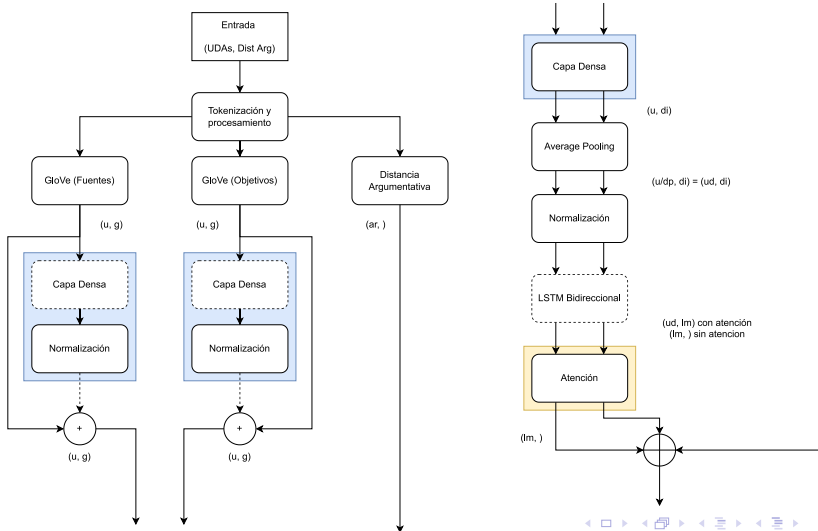 Entrada
(UDAs, Dist Arg)
Tokenización y
procesamiento
GloVe (Fuentes)
GloVe (Objetivos)
Distancia
Argumentativa
(u, g)
(u, g)
(ar, )
Capa Densa
Capa Densa
Normalización
Normalización
+
+
(u, g)
(u, g)
Capa Densa
(u, di)
Average Pooling
(u/dp, di) = (ud, di)
Normalización
LSTM Bidireccional
(ud, lm) con atención
(lm, ) sin atencion
Atención
(lm, )